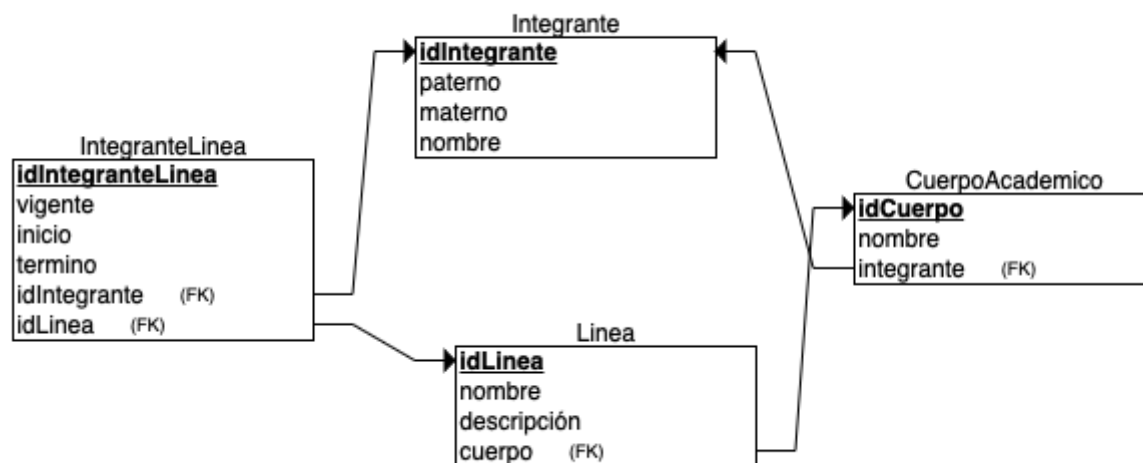 Integrante
idIntegrante
paterno
materno
nombre
IntegranteLinea
idIntegranteLinea
vigente
inicio
termino
idIntegrante (FK)
idLinea (FK)
CuerpoAcademico
idCuerpo
nombre
integrante (FK)
Linea
idLinea
nombre
descripción
cuerpo (FK)